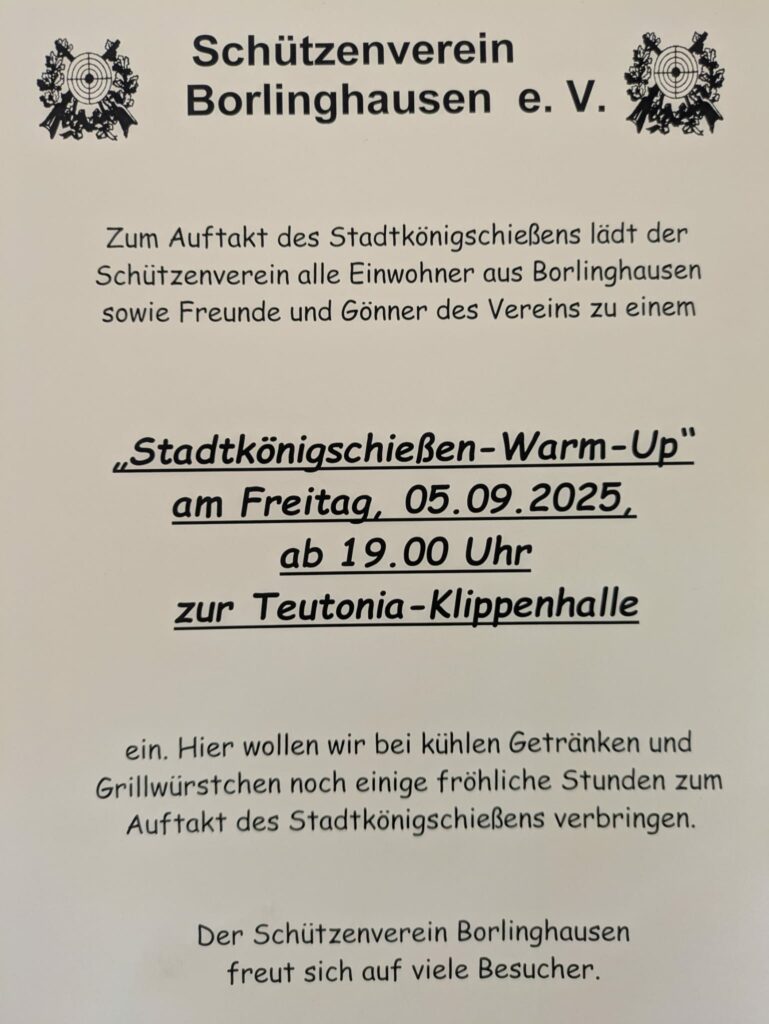 Schützenverein
Borlinghausen e. V.
Zum Auftakt des Stadtkönigschießens lädt der
Schützenverein alle Einwohner aus Borlinghausen
sowie Freunde und Gönner des Vereins zu einem
„Stadtkönigschießen-Warm-Up“
am Freitag, 05.09.2025,
ab 19.00 Uhr
zur Teutonia-Klippenhalle
ein. Hier wollen wir bei kühlen Getränken und
Grillwürstchen noch einige fröhliche Stunden zum
Auftakt des Stadtkönigschießens verbringen.
Der Schützenverein Borlinghausen
freut sich auf viele Besucher.